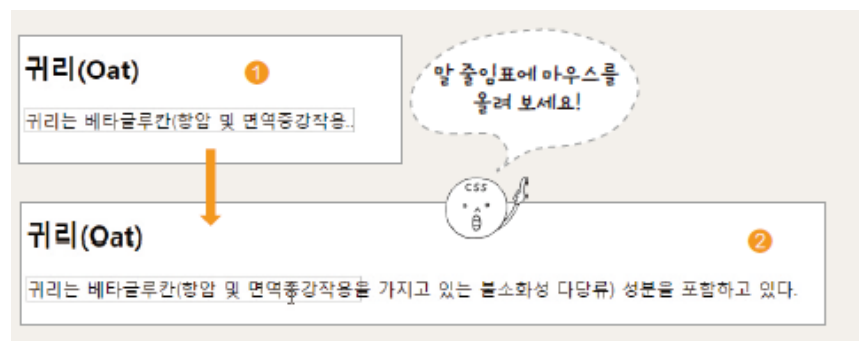 귀리(Oat)
1
말 줄임표에 마우스를
올려 보세요!
귀리는 베타글루칸(항암 및 면역증강작용..
css
귀리(Oat)
2
귀리는 베타글루칸(항암 및 면역증강작용을 가지고 있는 불소화성 다당류) 성분을 포함하고 있다.